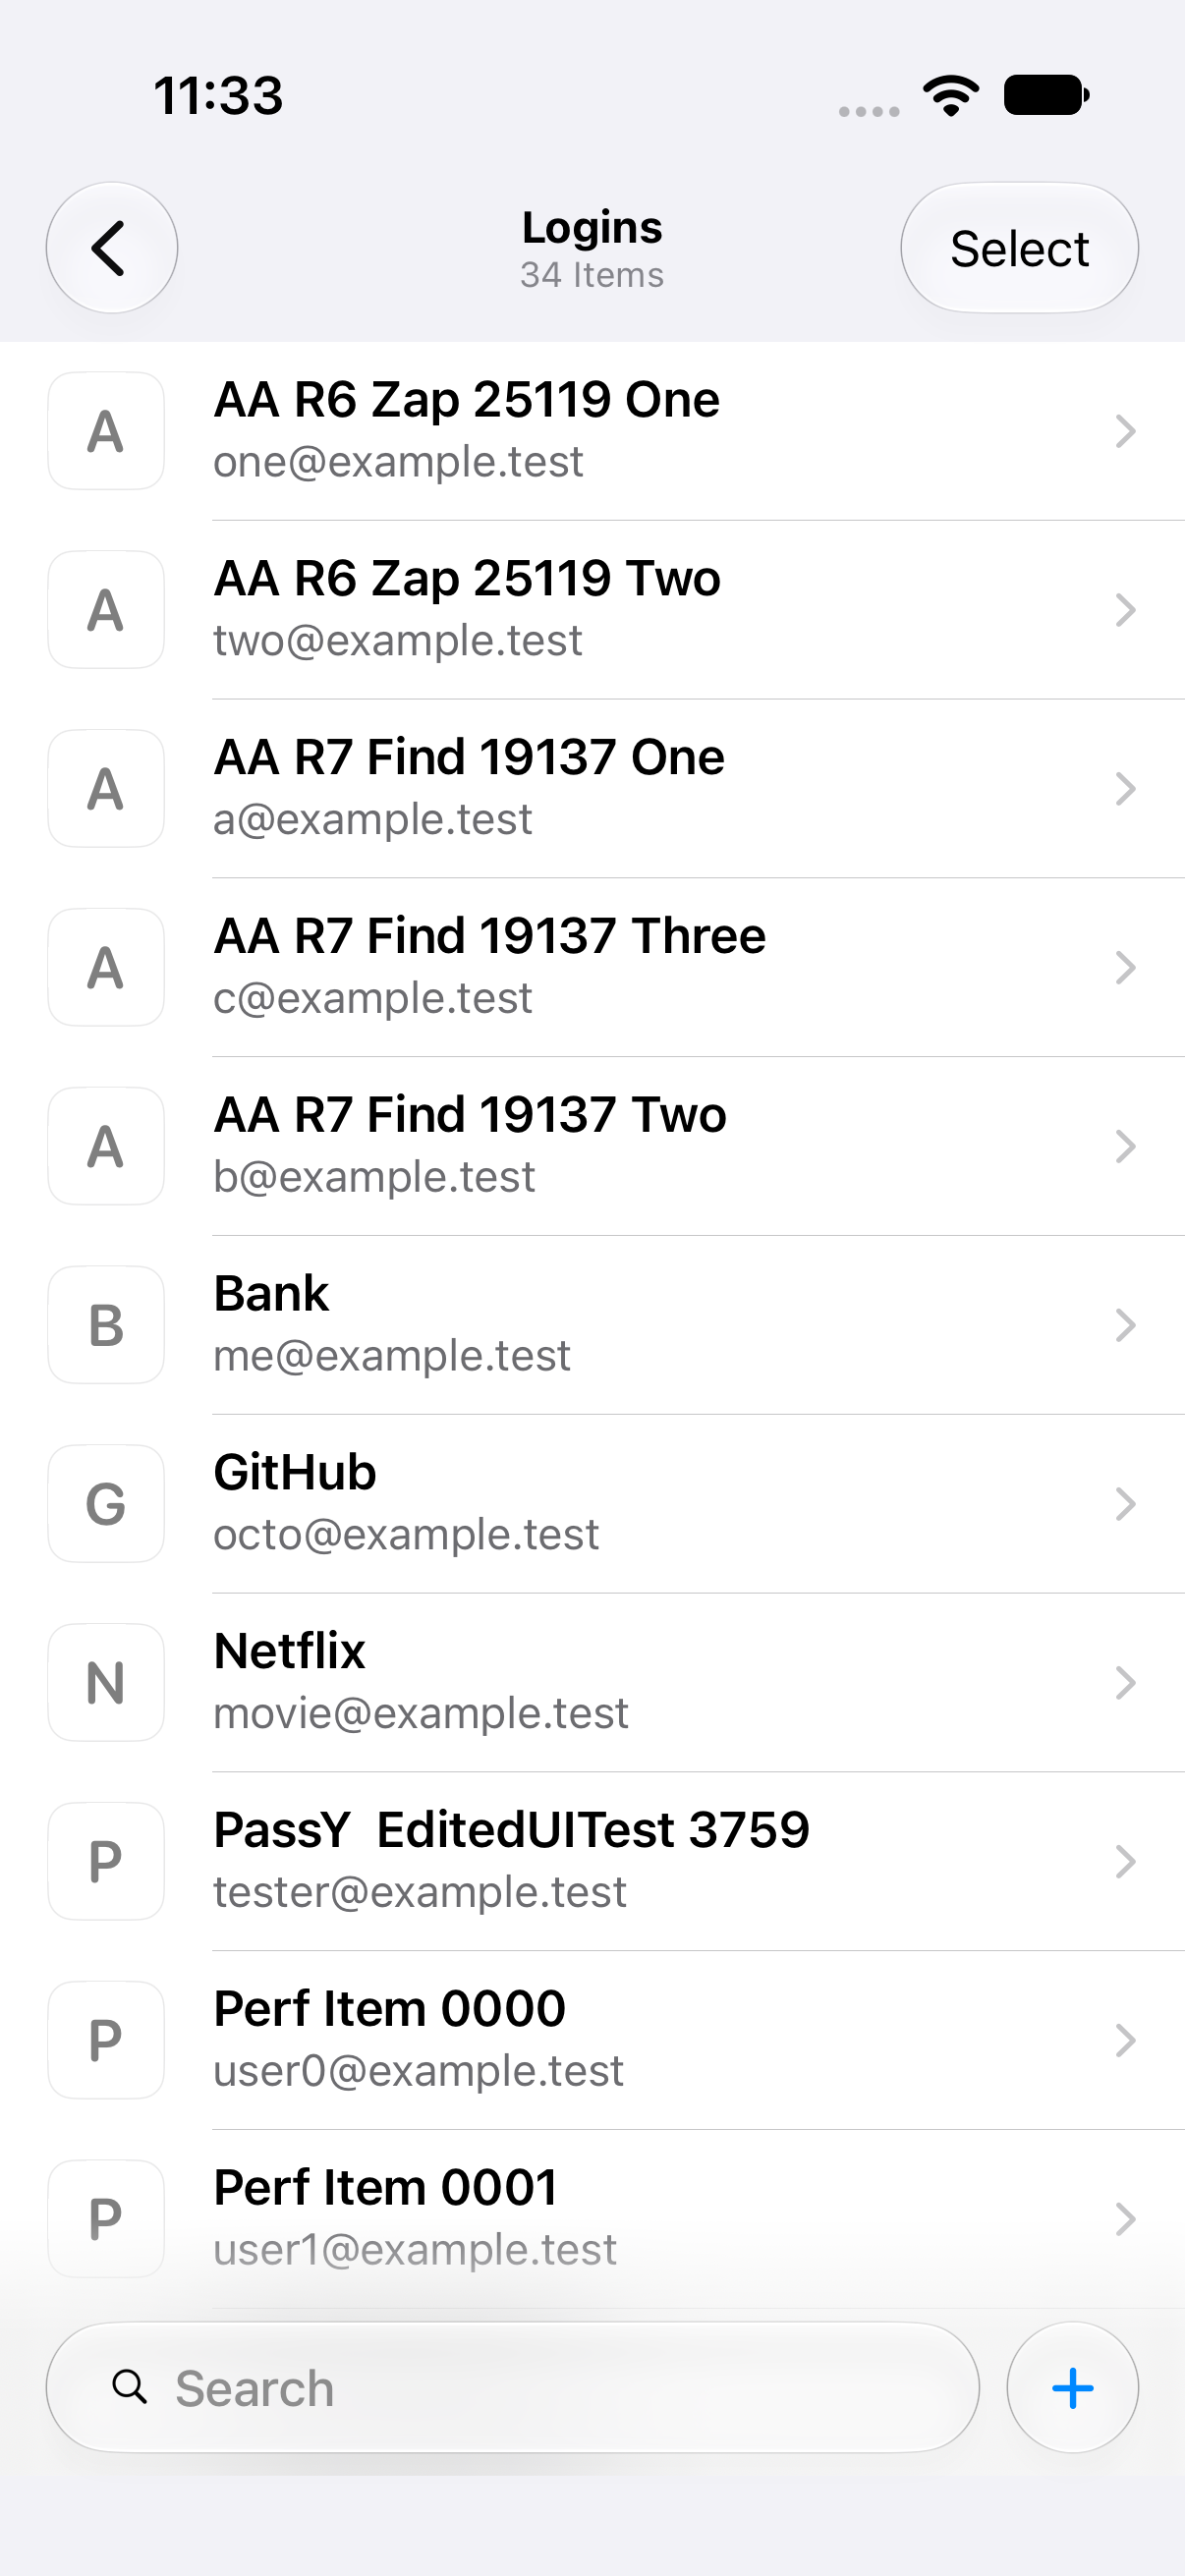 11:33
Logins
34 Items
Select
A
AA R6 Zap 25119 One
one@example.test
A
AA R6 Zap 25119 Two
two@example.test
A
AA R7 Find 19137 One
a@example.test
A
AA R7 Find 19137 Three
c@example.test
A
AA R7 Find 19137 Two
b@example.test
B
Bank
me@example.test
G
GitHub
octo@example.test
N
Netflix
movie@example.test
P
PassY  EditedUITest 3759
tester@example.test
P
Perf Item 0000
user0@example.test
P
Perf Item 0001
user1@example.test
Search